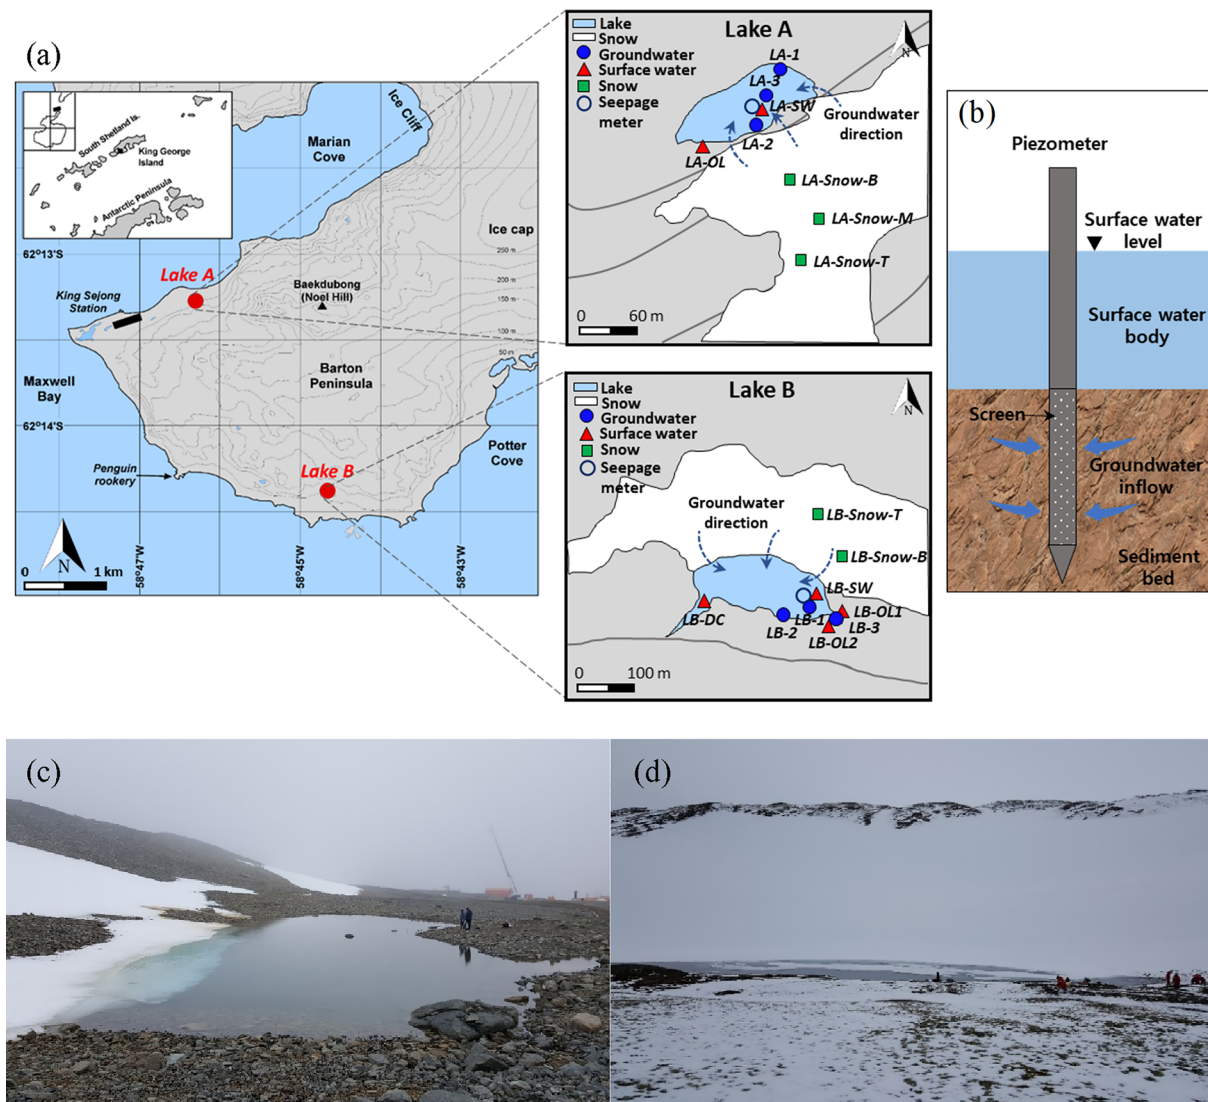 (a)
South Shetland Is.
King George
Island
Antarctic Peninsula
Marian
Cove
Ice Cliff
Ice cap
250 m
200 m
150 m
100 m
50 m
62°13'S
Lake A
King Sejong
Station
Baekdubong
(Noel Hill)
Barton
Peninsula
Maxwell
Bay
62°14'S
Penguin
rookery
Lake B
Potter
Cove
N
0 1 km
58°47'W
58°45'W
58°43'W
Lake A
Lake
Snow
Groundwater
Surface water
Snow
Seepage
meter
N
LA-1
LA-3
LA-SW
LA-2
LA-OL
Groundwater
direction
LA-Snow-B
LA-Snow-M
LA-Snow-T
0 60 m
Lake B
Lake
Snow
Groundwater
Surface water
Snow
Seepage
meter
N
Groundwater
direction
LB-Snow-T
LB-Snow-B
LB-SW
LB-DC
LB-OL1
LB-1
LB-2
LB-3
LB-OL2
0 100 m
(b)
Piezometer
Surface water
level
Surface water
body
Screen
Groundwater
inflow
Sediment
bed
(c)
(d)